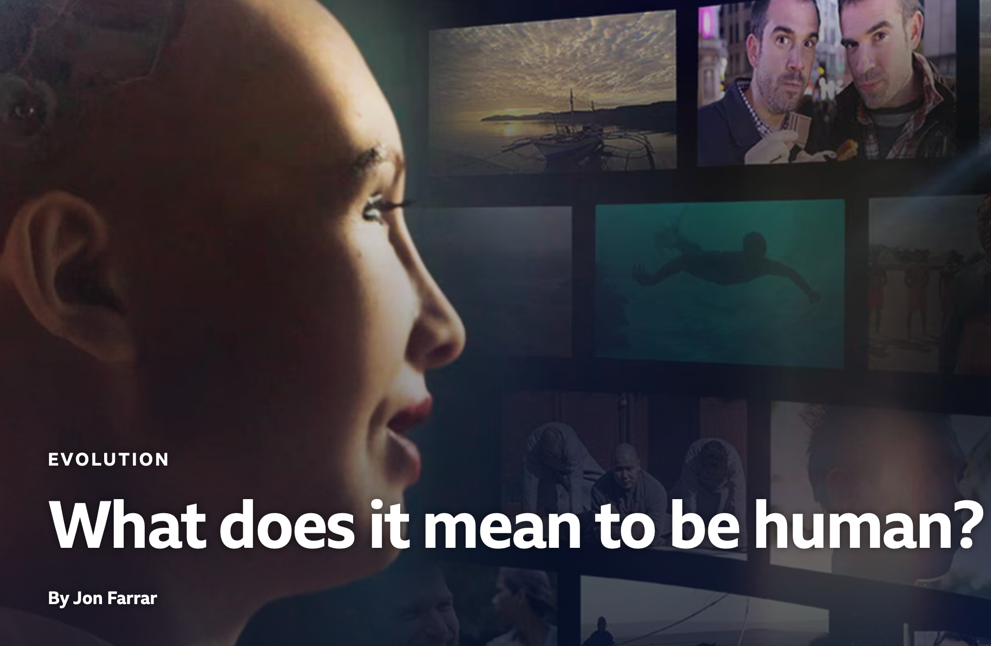 EVOLUTION
What does it mean to be human?
By Jon Farrar